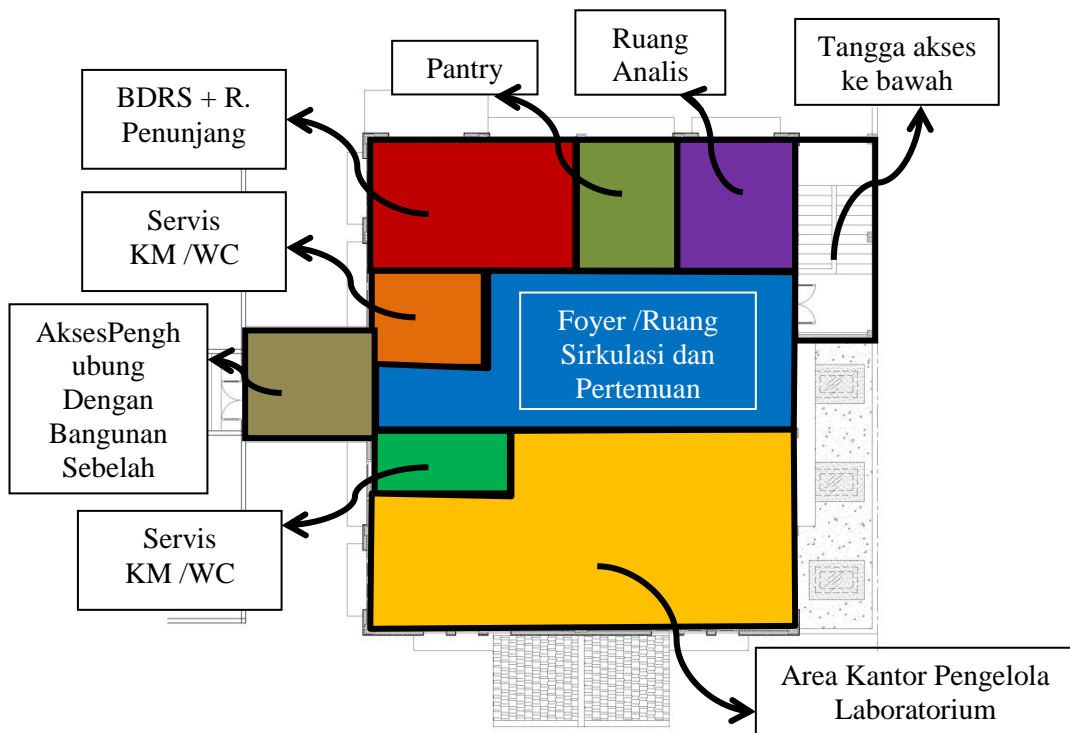 Ruang
Analis
Tangga akses
ke bawah
Pantry
BDRS + R.
Penunjang
Servis
KM /WC
AksesPengh
ubung
Dengan
Bangunan
Sebelah
Foyer /Ruang
Sirkulasi dan
Pertemuan
Servis
KM /WC
Area Kantor Pengelola
Laboratorium